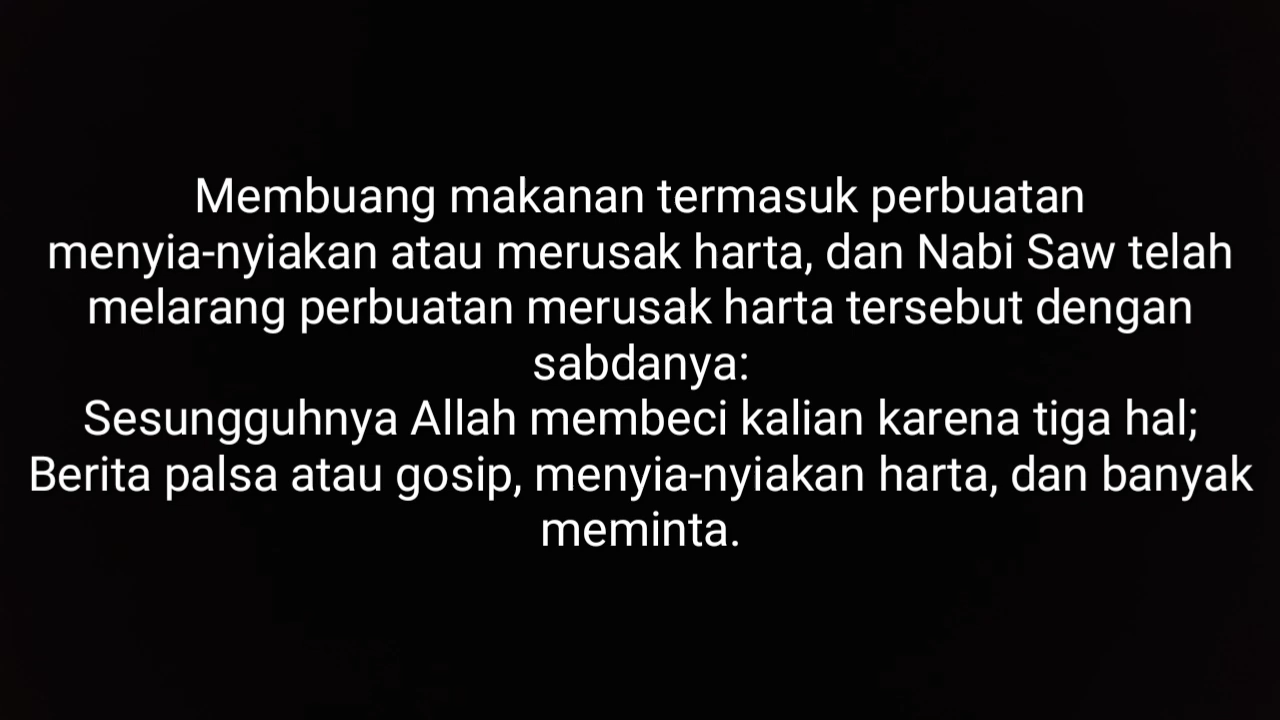 Membuang makanan termasuk perbuatan
menyia-nyiakan atau merusak harta, dan Nabi Saw telah
melarang perbuatan merusak harta tersebut dengan
sabdanya:
Sesungguhnya Allah membeci kalian karena tiga hal;
Berita palsa atau gosip, menyia-nyiakan harta, dan banyak
meminta.